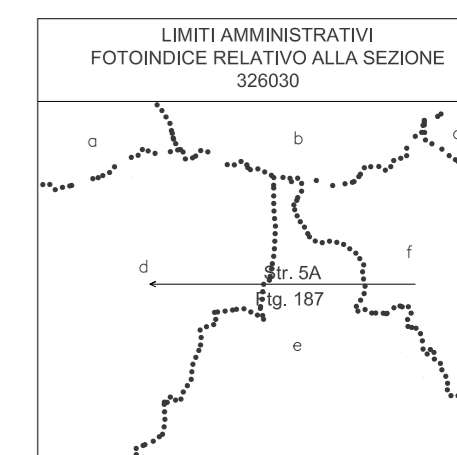 LIMITI AMMINISTRATIVI
FOTOINDICE RELATIVO ALLA SEZIONE
326030
a
b
d
f
Str. 5A
Ftg. 187
e